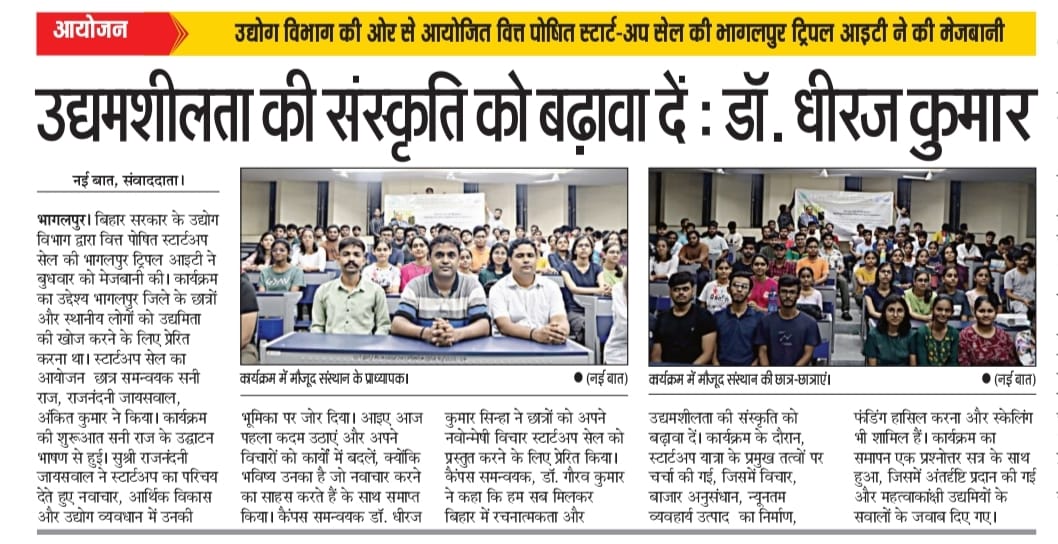 आयोजन
उद्योग विभाग की ओर से आयोजित वित्त पोषित स्टार्ट-अप सेल की भागलपुर ट्रिपल आइटी ने की मेजबानी
उद्यमशीलता की संस्कृति को बढ़ावा दें : डॉ. धीरज कुमार
नई बात, संवाददाता।
भागलपुर। बिहार सरकार के उद्योग
विभाग द्वारा वित्त पोषित स्टार्टअप
सेल की भागलपुर ट्रिपल आइटी ने
बुधवार को मेजबानी की। कार्यक्रम
का उद्देश्य भागलपुर जिले के छात्रों
और स्थानीय लोगों को उद्यमिता
की खोज करने के लिए प्रेरित
करना था। स्टार्टअप सेल का
आयोजन छात्र समन्वयक सनी
राज, राजनंदनी जायसवाल,
अंकित कुमार ने किया। कार्यक्रम
की शुरूआत सनी राज के उद्घाटन
भाषण से हुई। सुश्री राजनंदनी
जायसवाल ने स्टार्टअप का परिचय
देते हुए नवाचार, आर्थिक विकास
और उद्योग व्यवधान में उनकी
कार्यक्रम में मौजूद संस्थान के प्राध्यापक।
● (नई बात)
कार्यक्रम में मौजूद संस्थान की छात्र-छात्राएं।
● (नई बात)
भूमिका पर जोर दिया। आइए आज
पहला कदम उठाएं और अपने
विचारों को कार्यों में बदलें, क्योंकि
भविष्य उनका है जो नवाचार करने
का साहस करते हैं के साथ समाप्त
किया। कैंपस समन्वयक डॉ. धीरज
कुमार सिन्हा ने छात्रों को अपने
नवोन्मेषी विचार स्टार्टअप सेल को
प्रस्तुत करने के लिए प्रेरित किया।
कैंपस समन्वयक, डॉ. गौरव कुमार
ने कहा कि हम सब मिलकर
बिहार में रचनात्मकता और
उद्यमशीलता की संस्कृति को
बढ़ावा दें। कार्यक्रम के दौरान,
स्टार्टअप यात्रा के प्रमुख तत्वों पर
चर्चा की गई, जिसमें विचार,
बाजार अनुसंधान, न्यूनतम
व्यवहार्य उत्पाद का निर्माण,
फंडिंग हासिल करना और स्केलिंग
भी शामिल हैं। कार्यक्रम का
समापन एक प्रश्नोत्तर सत्र के साथ
हुआ, जिसमें अंतर्दृष्टि प्रदान की गई
और महत्वाकांक्षी उद्यमियों के
सवालों के जवाब दिए गए।